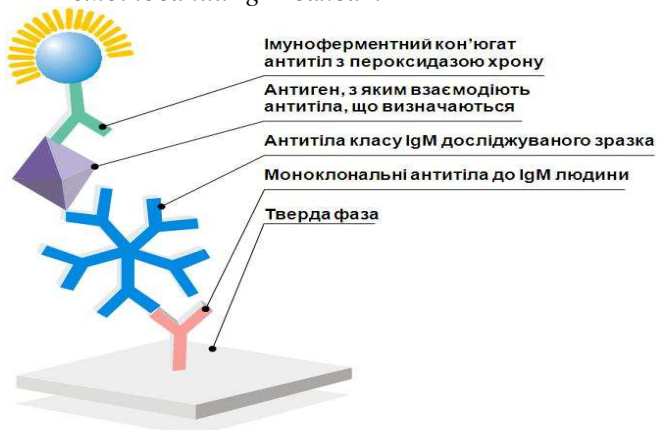 Імуноферментний кон'югат
антитіл з пероксидазою хрону
Антиген, з яким взаємодіють
антитіла, що визначаються
Антитіла класу IgM досліджуваного зразка
Моноклональні антитіла до IgM людини
Тверда фаза